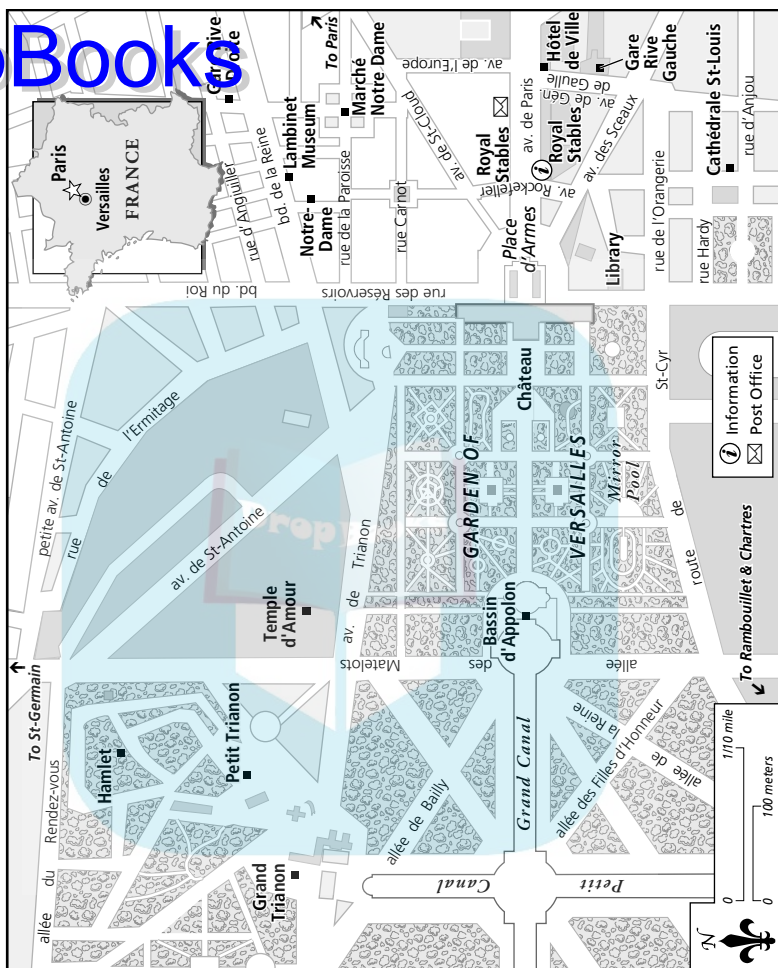 oBooks
Gare Rive
Droite
To Paris
Marché
Notre-Dame
Lambinet
Museum
bd. de la Reine
rue d'Angivilier
Notre-
Dame
rue de la Paroisse
rue Carnot
av. de St-Cloud
av. de l'Europe
Royal
Stables
av. de Paris
Hôtel
de Ville
Gare
Rive
Gauche
av. de Gén.
de Gaulle
Royal
Stables
av. des Sceaux
av. Rockefeller
Place
d'Armes
Library
rue de l'Orangerie
Cathédrale St-Louis
rue d'Anjou
rue Hardy
Paris
Versailles
FRANCE
bd. du Roi
rue des Réservoirs
petite av. de St-Antoine
rue de l'Ermitage
av. de St-Antoine
Temple
d'Amour
av. de Trianon
Château
GARDEN OF
VERSAILLES
Mirror
Pool
Bassin
d'Appolon
St-Cyr
route de
i Information
Post Office
To Rambouillet & Chartres
allée des Matelots
To St-Germain
Hamlet
Petit Trianon
allée du Rendez-vous
Grand
Trianon
allée de Bailly
Grand Canal
Petit Canal
allée des Filles d'Honneur
allée de la Reine
0 1/10 mile
0 100 meters
N